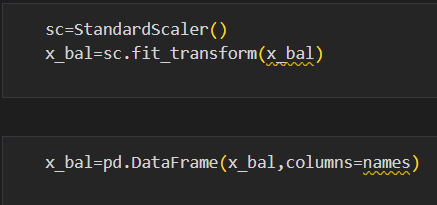 sc=StandardScaler()
x_bal=sc.fit_transform(x_bal)
x_bal=pd.DataFrame(x_bal,columns=names)